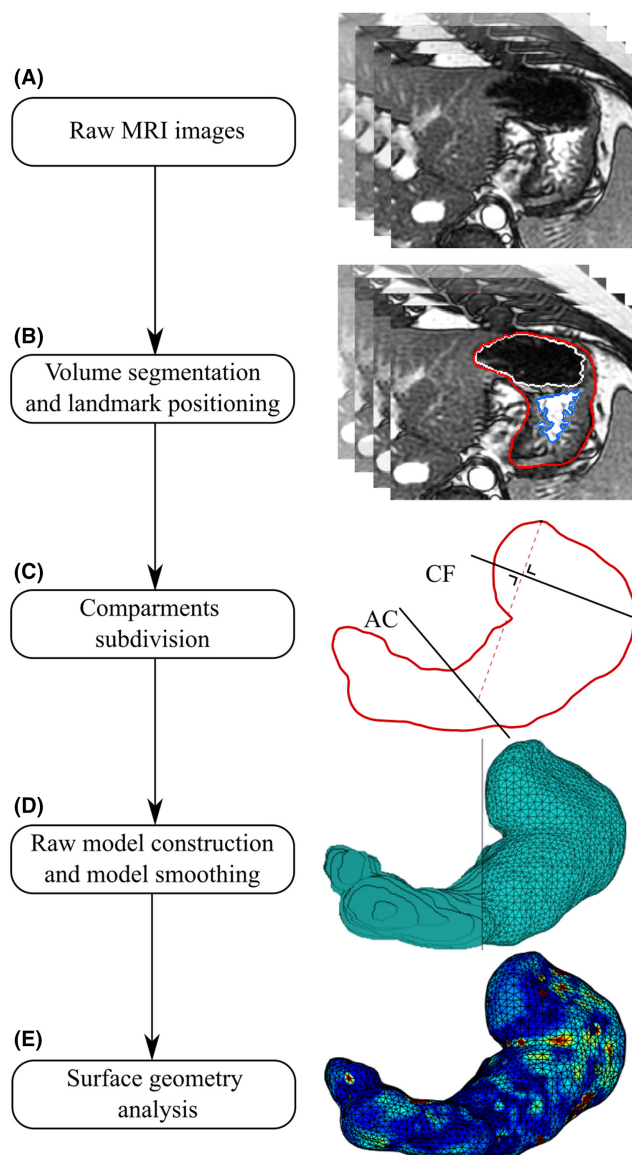 (A)
Raw MRI images
(B)
Volume segmentation
and landmark positioning
(C)
Comparments
subdivision
CF
AC
(D)
Raw model construction
and model smoothing
(E)
Surface geometry
analysis